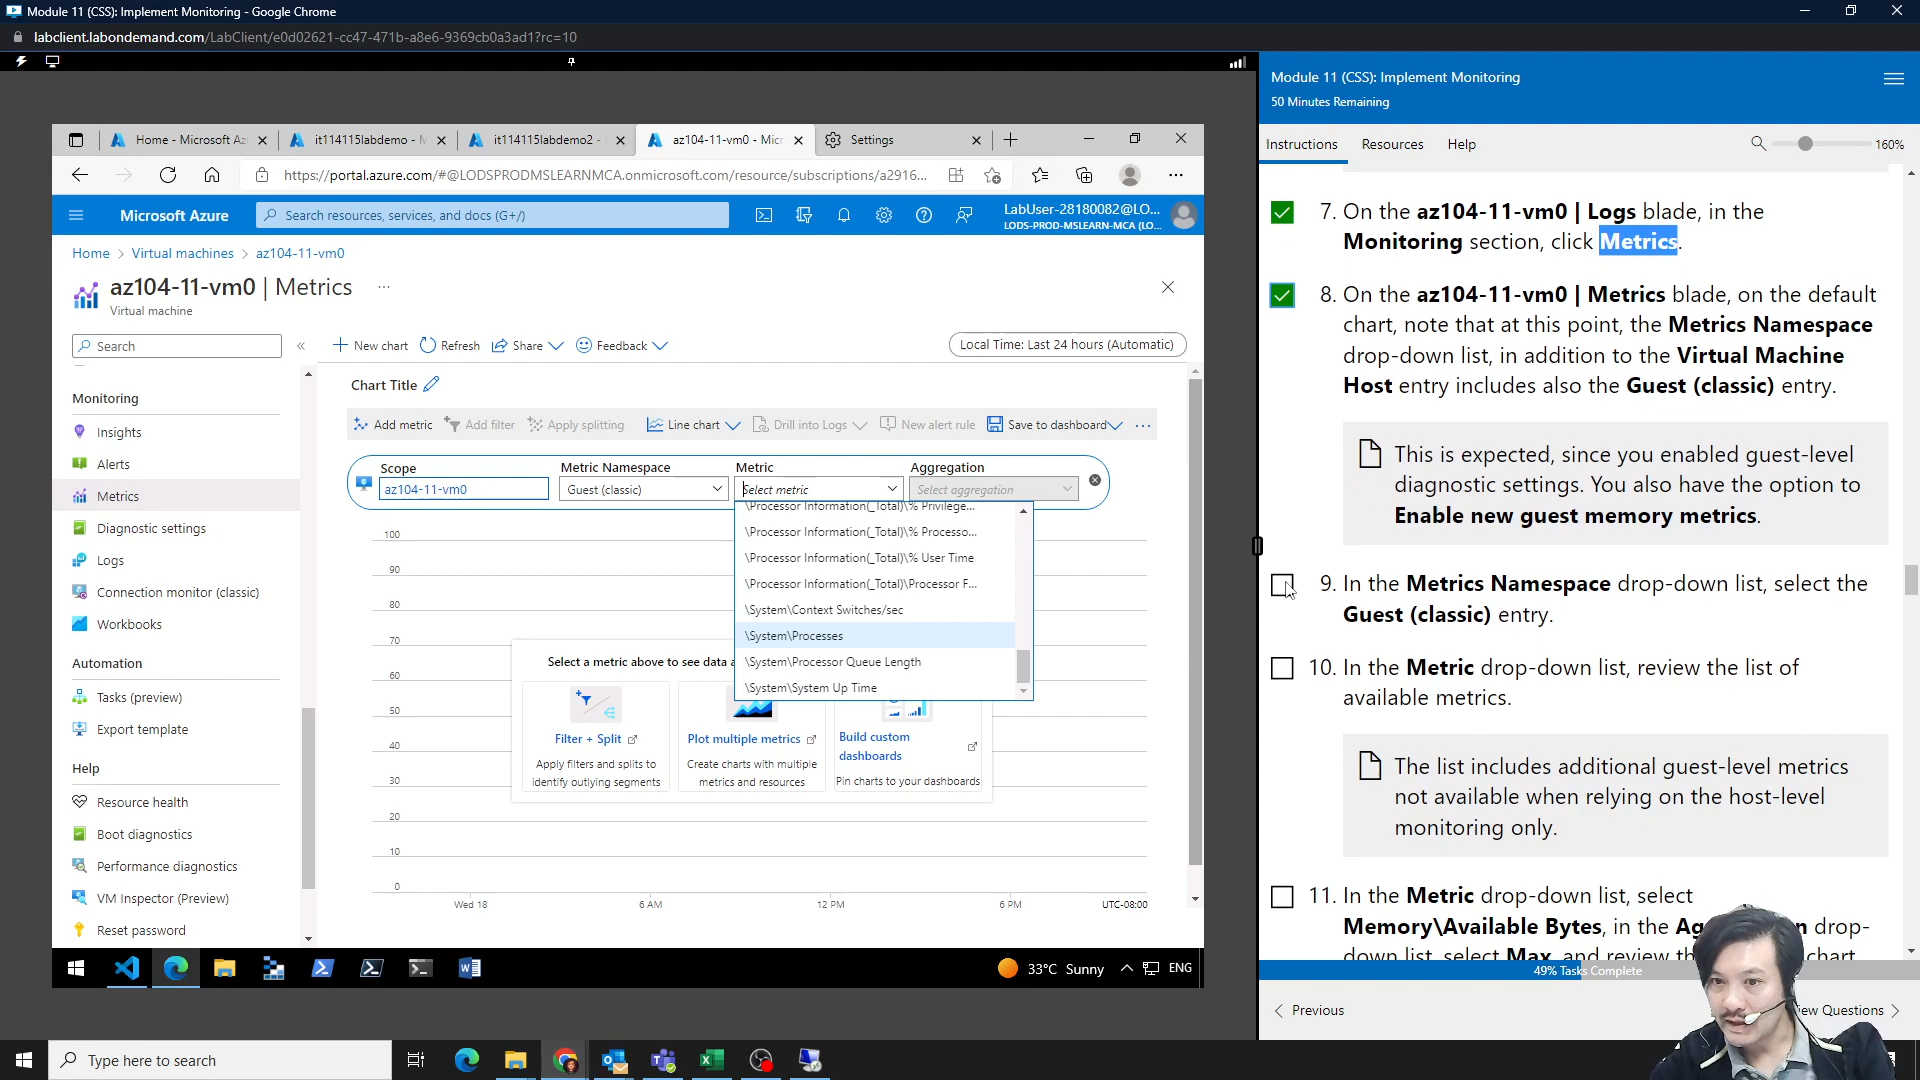 Module 11 (CSS): Implement Monitoring - Google Chrome
labclient.labondemand.com/LabClient/e0d02621-cc47-471b-a8e6-9369cb0a3ad1?rc=10
Home - Microsoft Az
it114115labdemo - M
it114115labdemo2 -
az104-11-vm0 - Micr
Settings
https://portal.azure.com/#@LODSPRODMSLEARNMCA.onmicrosoft.com/resource/subscriptions/a2916...
Microsoft Azure
Search resources, services, and docs (G+/)
LabUser-28180082@LO...
LODS-PROD-MSLEARN-MCA (LO...
Home > Virtual machines > az104-11-vm0
az104-11-vm0 | Metrics ...
Virtual machine
Search
«
New chart
Refresh
Share
Feedback
Local Time: Last 24 hours (Automatic)
Monitoring
Insights
Alerts
Metrics
Diagnostic settings
Logs
Connection monitor (classic)
Workbooks
Automation
Tasks (preview)
Export template
Help
Resource health
Boot diagnostics
Performance diagnostics
VM Inspector (Preview)
Reset password
Chart Title
Add metric
Add filter
Apply splitting
Line chart
Drill into Logs
New alert rule
Save to dashboard
...
Scope
az104-11-vm0
Metric Namespace
Guest (classic)
Metric
Select metric
Aggregation
Select aggregation
\Processor Information(_Total)\% Privilege...
\Processor Information(_Total)\% Processo...
\Processor Information(_Total)\% User Time
\Processor Information(_Total)\Processor F...
\System\Context Switches/sec
\System\Processes
\System\Processor Queue Length
\System\System Up Time
100
90
80
70
60
50
40
30
20
10
0
Select a metric above to see data a
Filter + Split
Apply filters and splits to
identify outlying segments
Plot multiple metrics
Create charts with multiple
metrics and resources
Build custom
dashboards
Pin charts to your dashboards
Wed 18
6 AM
12 PM
6 PM
UTC-08:00
33°C Sunny
ENG
Module 11 (CSS): Implement Monitoring
50 Minutes Remaining
Instructions
Resources
Help
160%
7. On the az104-11-vm0 | Logs blade, in the
Monitoring section, click Metrics.
8. On the az104-11-vm0 | Metrics blade, on the default
chart, note that at this point, the Metrics Namespace
drop-down list, in addition to the Virtual Machine
Host entry includes also the Guest (classic) entry.
This is expected, since you enabled guest-level
diagnostic settings. You also have the option to
Enable new guest memory metrics.
9. In the Metrics Namespace drop-down list, select the
Guest (classic) entry.
10. In the Metric drop-down list, review the list of
available metrics.
The list includes additional guest-level metrics
not available when relying on the host-level
monitoring only.
11. In the Metric drop-down list, select
Memory\Available Bytes, in the Ag n drop-
down list, select Max, and review th chart
49% Tasks Complete
Previous
ew Questions
Type here to search